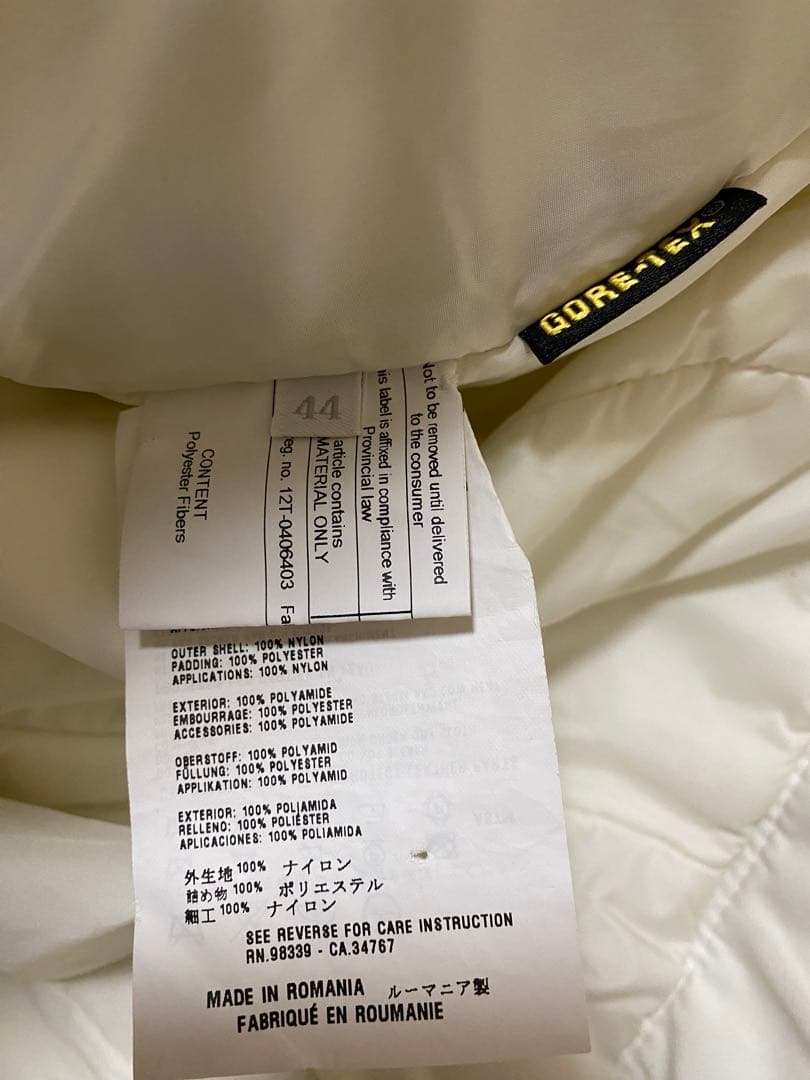 GORE-TEX®
44
Not to be removed until delivered
to the consumer
label is affixed in compliance with
Provincial law
article contains
MATERIAL ONLY
no. 12T-0406403
CONTENT
Polyester Fibers
OUTER SHELL: 100% NYLON
PADDING: 100% POLYESTER
APPLICATIONS: 100% NYLON
EXTERIOR: 100% POLYAMIDE
EMBOURRAGE: 100% POLYESTER
ACCESSORIES: 100% POLYAMIDE
OBERSTOFF: 100% POLYAMID
FÜLLUNG: 100% POLYESTER
APPLIKATION: 100% POLYAMID
EXTERIOR: 100% POLIAMIDA
RELLENO: 100% POLIÉSTER
APLICACIONES: 100% POLIAMIDA
外生地 100% ナイロン
詰め物 100% ポリエステル
細工 100% ナイロン
SEE REVERSE FOR CARE INSTRUCTION
RN.98339 - CA.34767
MADE IN ROMANIA ルーマニア製
FABRIQUÉ EN ROUMANIE